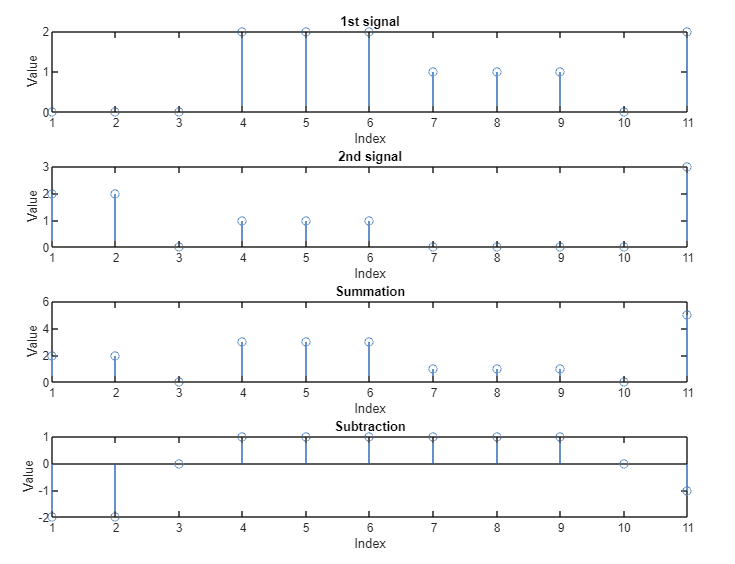 1st signal
2
1
0
Value
1 2 3 4 5 6 7 8 9 10 11
Index
2nd signal
3
2
1
0
Value
1 2 3 4 5 6 7 8 9 10 11
Index
Summation
6
4
2
0
Value
1 2 3 4 5 6 7 8 9 10 11
Index
Subtraction
1
0
-1
-2
Value
1 2 3 4 5 6 7 8 9 10 11
Index